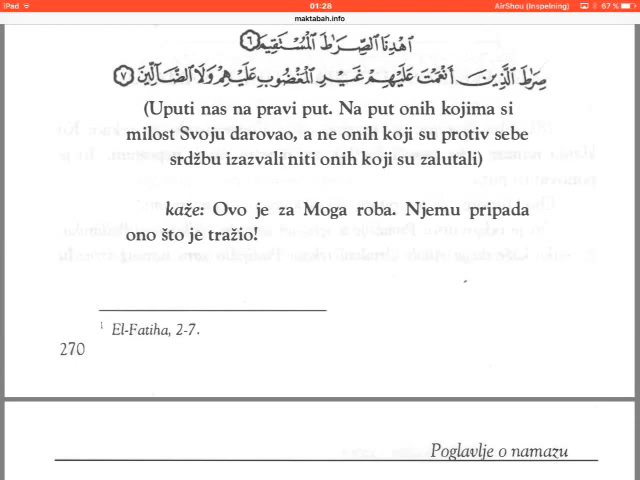 iPad
01:28
AirShou (Inspelning)
67 %
maktabah.info
ٱهْدِنَا ٱلصِّرَٰطَ ٱلْمُسْتَقِيمَ ٦
صِرَٰطَ ٱلَّذِينَ أَنْعَمْتَ عَلَيْهِمْ غَيْرِ ٱلْمَغْضُوبِ عَلَيْهِمْ وَلَا ٱلضَّآلِّينَ ٧
(Uputi nas na pravi put. Na put onih kojima si
milost Svoju darovao, a ne onih koji su protiv sebe
srdžbu izazvali niti onih koji su zalutali)
kaže: Ovo je za Moga roba. Njemu pripada
ono što je tražio!
1 El-Fatiha, 2-7.
270
Poglavlje o namazu